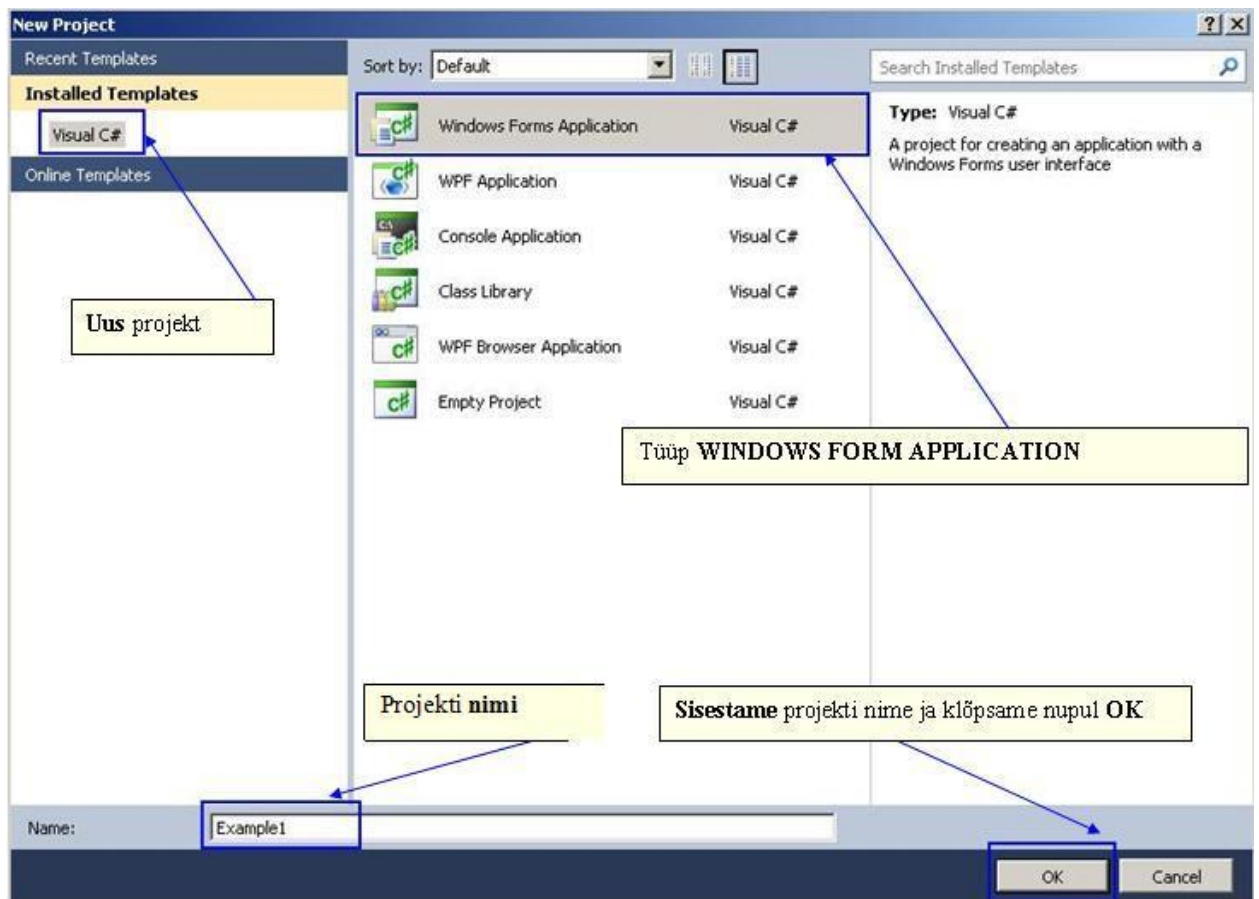 New Project
Recent Templates
Installed Templates
Visual C#
Online Templates
Uus projekt
Sort by: Default
Windows Forms Application Visual C#
WPF Application Visual C#
Console Application Visual C#
Class Library Visual C#
WPF Browser Application Visual C#
Empty Project Visual C#
Search Installed Templates
Type: Visual C#
A project for creating an application with a
Windows Forms user interface
Tüüp WINDOWS FORM APPLICATION
Projekti nimi
Sisestame projekti nime ja klõpsame nupul OK
Name: Example1
OK Cancel